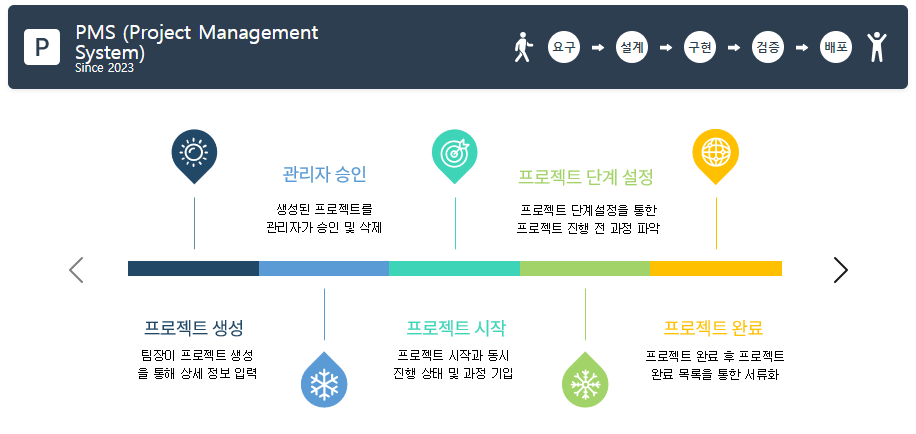 P
PMS (Project Management
System)
Since 2023
요구
설계
구현
검증
배포
관리자 승인
생성된 프로젝트를
관리자가 승인 및 삭제
프로젝트 단계 설정
프로젝트 단계설정을 통한
프로젝트 진행 전 과정 파악
프로젝트 생성
팀장이 프로젝트 생성
을 통해 상세 정보 입력
프로젝트 시작
프로젝트 시작과 동시
진행 상태 및 과정 기입
프로젝트 완료
프로젝트 완료 후 프로젝트
완료 목록을 통한 서류화